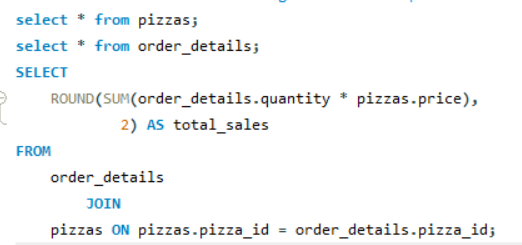 select * from pizzas;
select * from order_details;
SELECT
ROUND(SUM(order_details.quantity * pizzas.price),
2) AS total_sales
FROM
order_details
JOIN
pizzas ON pizzas.pizza_id = order_details.pizza_id;